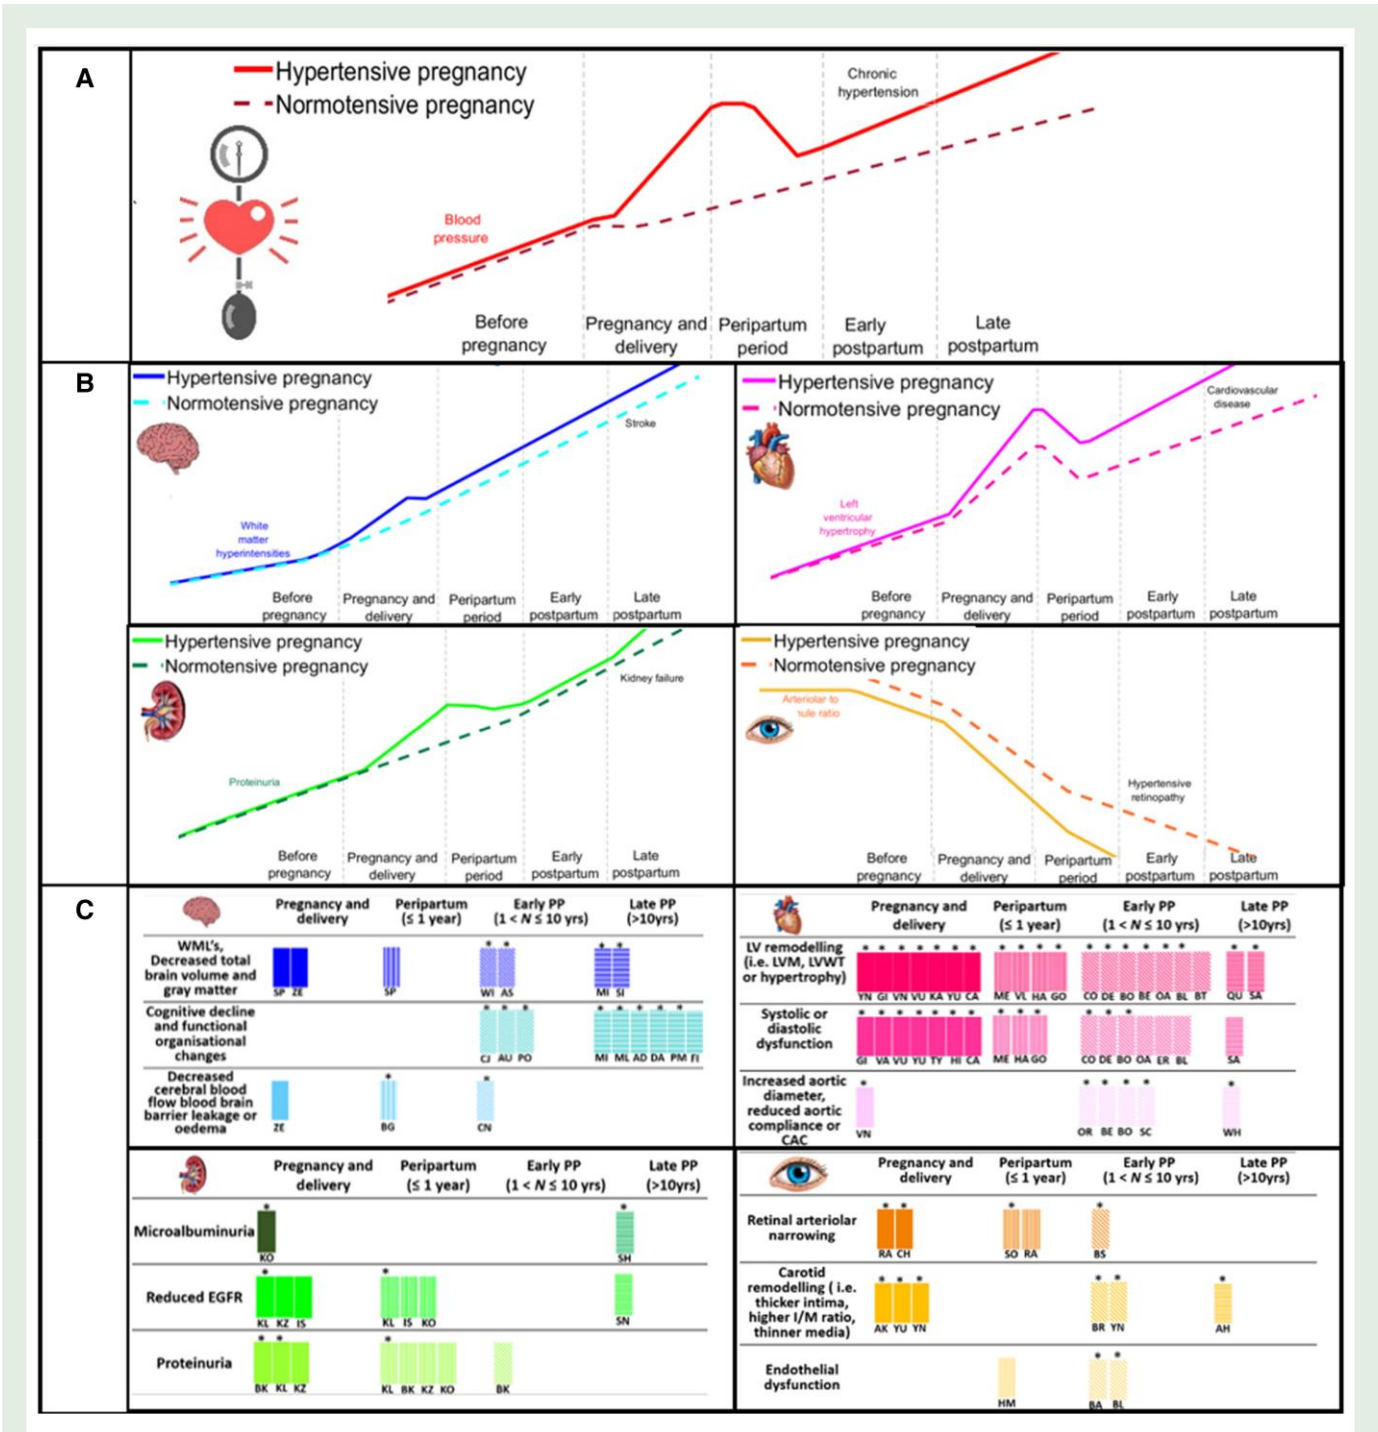 A
Hypertensive pregnancy
Normotensive pregnancy
Chronic
hypertension
Blood
pressure
Before
pregnancy
Pregnancy and
delivery
Peripartum
period
Early
postpartum
Late
postpartum
B
Hypertensive pregnancy
Normotensive pregnancy
Stroke
White
matter
hyperintensities
Before
pregnancy
Pregnancy and
delivery
Peripartum
period
Early
postpartum
Late
postpartum
Hypertensive pregnancy
Normotensive pregnancy
Cardiovascular
disease
Left
ventricular
hypertrophy
Before
pregnancy
Pregnancy and
delivery
Peripartum
period
Early
postpartum
Late
postpartum
Hypertensive pregnancy
Normotensive pregnancy
Kidney failure
Proteinuria
Before
pregnancy
Pregnancy and
delivery
Peripartum
period
Early
postpartum
Late
postpartum
Hypertensive pregnancy
Normotensive pregnancy
Arteriolar to
ule ratio
Hypertensive
retinopathy
Before
pregnancy
Pregnancy and
delivery
Peripartum
period
Early
postpartum
Late
postpartum
C
Pregnancy and
delivery
Peripartum
(≤ 1 year)
Early PP
(1 < N ≤ 10 yrs)
Late PP
(>10yrs)
WML's,
Decreased total
brain volume and
gray matter
* * * *
SP ZE SP WI AS MI SI
Cognitive decline
and functional
organisational
changes
* * * * * * * *
CJ AU PO MI ML AD DA PM FI
Decreased
cerebral blood
flow blood brain
barrier leakage or
oedema
* *
ZE BG CN
Pregnancy and
delivery
Peripartum
(≤ 1 year)
Early PP
(1 < N ≤ 10 yrs)
Late PP
(>10yrs)
LV remodelling
(i.e. LVM, LVWT
or hypertrophy)
* * * * * * * * * * * * * * * * * * *
YN GI VN VU KA YU CA ME VL HA GO CO DE BO BE OA BL BT QU SA
Systolic or
diastolic
dysfunction
* * * * * * * * * * * * *
GI VA VU YU TY HI CA ME HA GO CO DE BO OA ER BL SA
Increased aortic
diameter,
reduced aortic
compliance or
CAC
* * * * * *
VN OR BE BO SC WH
Pregnancy and
delivery
Peripartum
(≤ 1 year)
Early PP
(1 < N ≤ 10 yrs)
Late PP
(>10yrs)
Microalbuminuria
* *
KO SH
Reduced EGFR
* *
KL KZ IS KL IS KO SN
Proteinuria
* * *
BK KL KZ KL BK KZ KO BK
Pregnancy and
delivery
Peripartum
(≤ 1 year)
Early PP
(1 < N ≤ 10 yrs)
Late PP
(>10yrs)
Retinal arteriolar
narrowing
* * * *
RA CH SO RA BS
Carotid
remodelling ( i.e.
thicker intima,
higher I/M ratio,
thinner media)
* * * * * *
AK YU YN BR YN AH
Endothelial
dysfunction
* *
HM BA BL